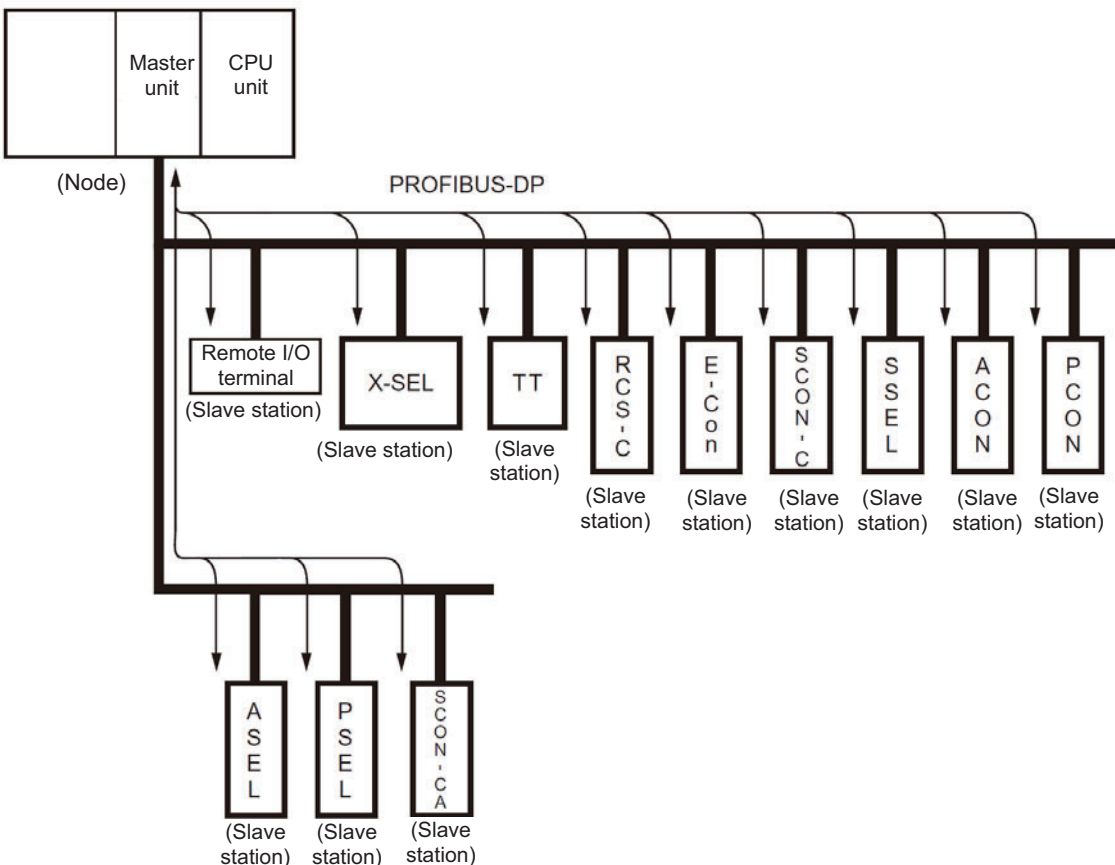 Master
unit
CPU
unit
(Node)
PROFIBUS-DP
Remote I/O
terminal
(Slave station)
X-SEL
(Slave station)
TT
(Slave
station)
RCS-C
(Slave
station)
E-Con
(Slave
station)
SCON-C
(Slave
station)
SSEL
(Slave
station)
ACON
(Slave
station)
PCON
(Slave
station)
ASEL
(Slave
station)
PSEL
(Slave
station)
SCON-CA
(Slave
station)